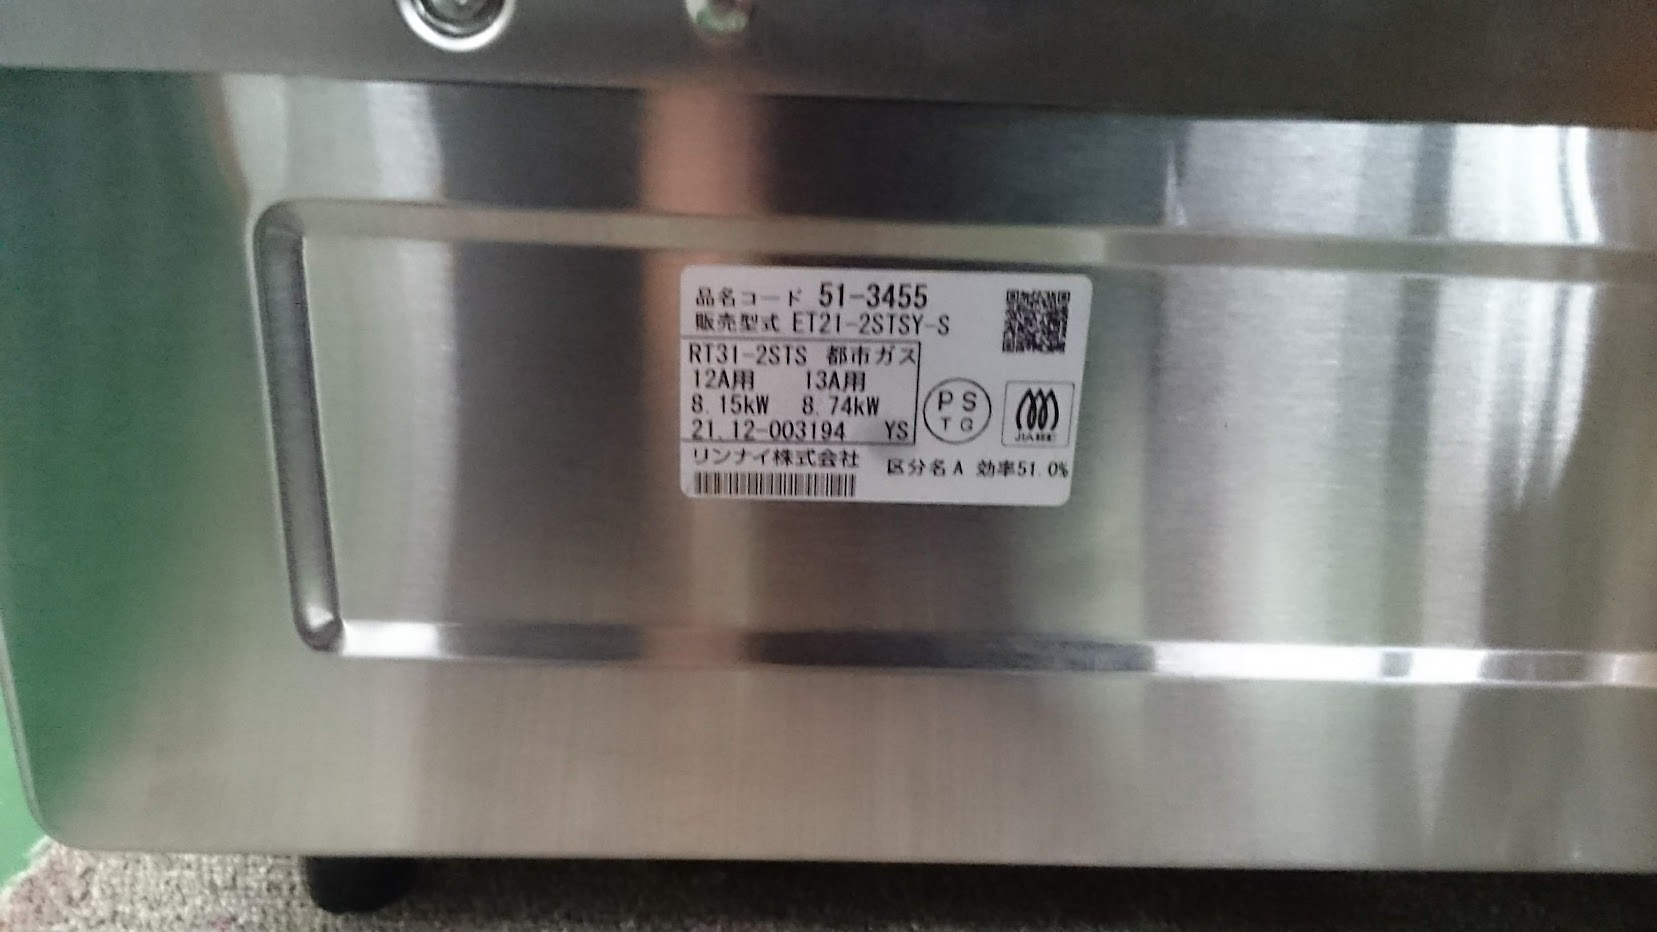 品名コード 51-3455
販売型式 ET21-2STSY-S
RT31-2STS 都市ガス
12A用 13A用
8.15kW 8.74kW
21.12-003194 YS
PS
TG
リンナイ株式会社
区分名A 効率51.0%